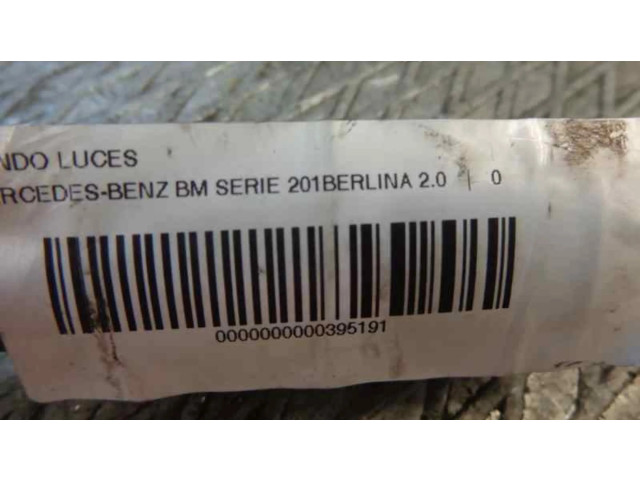 NDO LUCES
RCEDES-BENZ BM SERIE 201BERLINA 2.0 | 0
0000000000395191